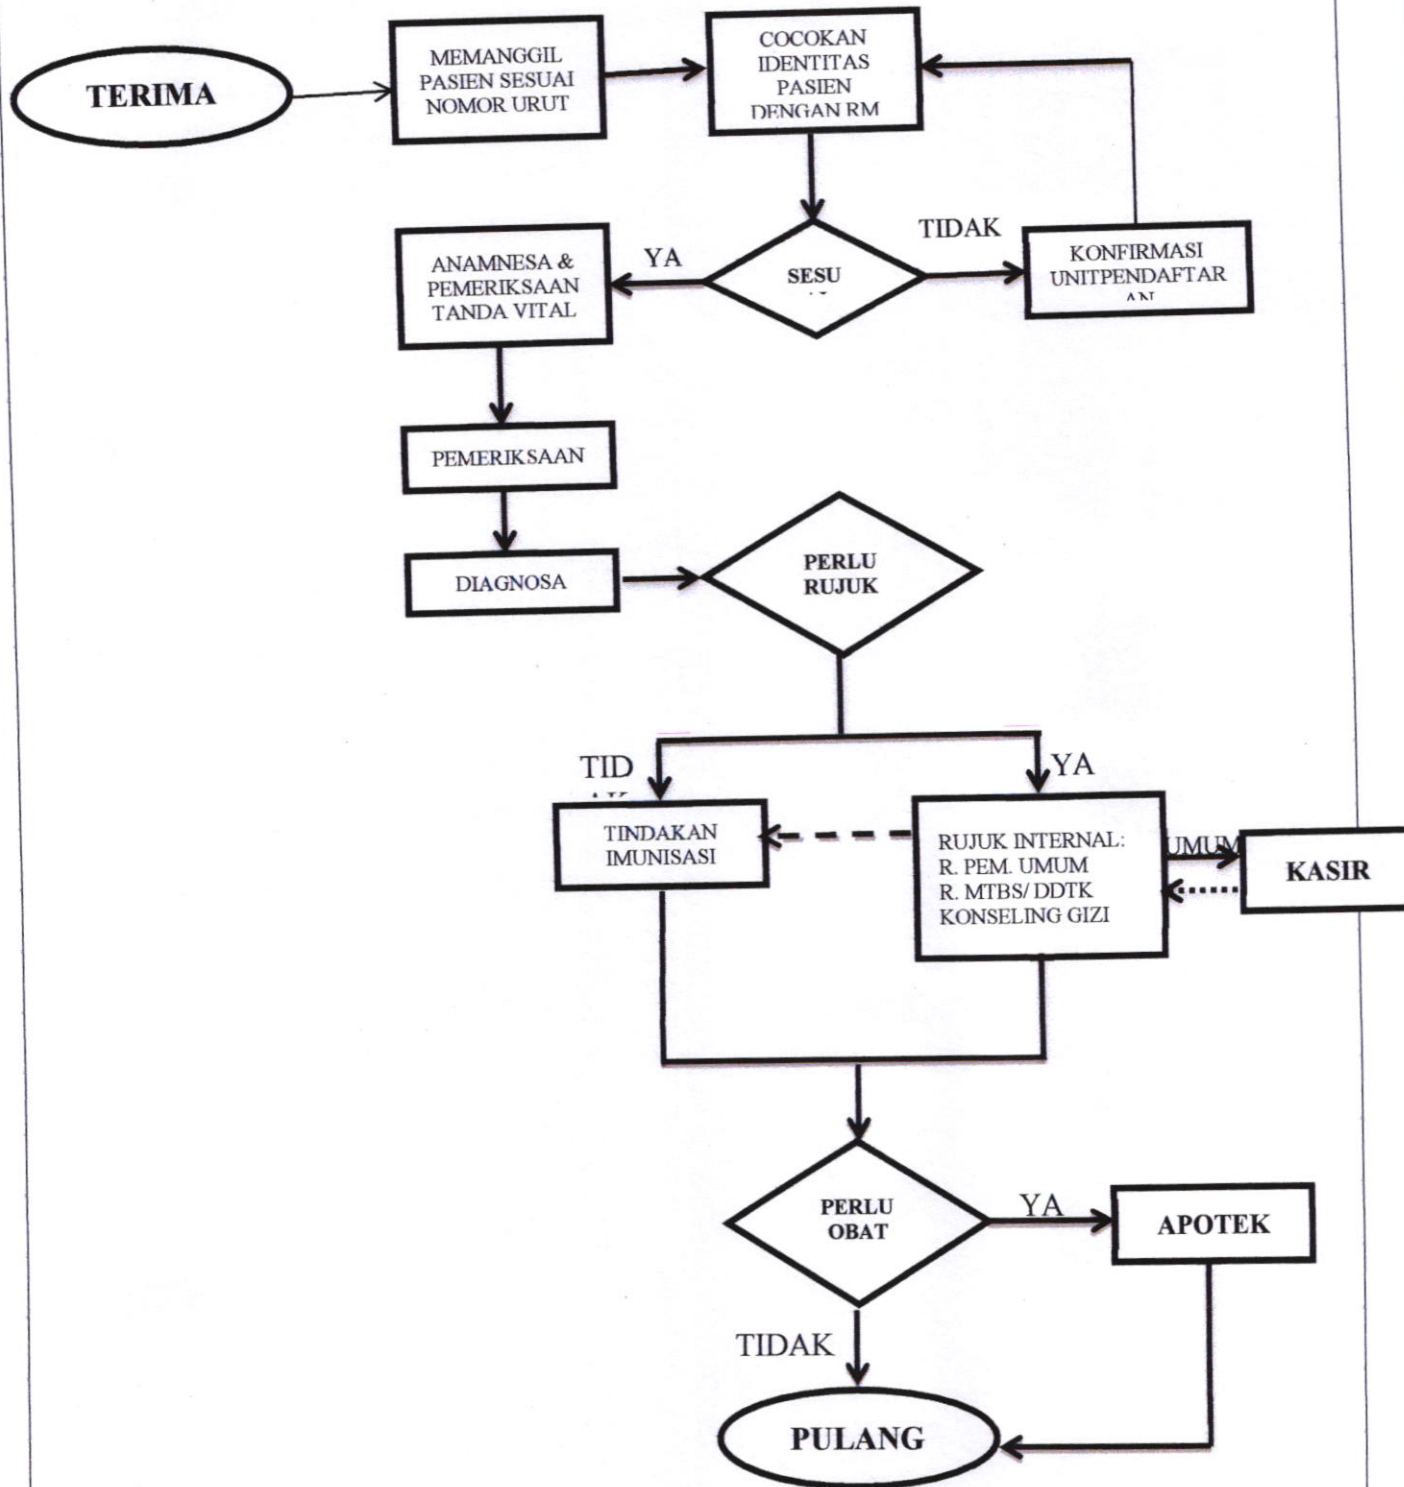 TERIMA
MEMANGGIL
PASIEN SESUAI
NOMOR URUT
COCOKAN
IDENTITAS
PASIEN
DENGAN RM
ANAMNESA &
PEMERIKSAAN
TANDA VITAL
YA
SESU
TIDAK
KONFIRMASI
UNITPENDAFTAR
AN
PEMERIKSAAN
DIAGNOSA
PERLU
RUJUK
TID
YA
TINDAKAN
IMUNISASI
RUJUK INTERNAL:
R. PEM. UMUM
R. MTBS/ DDTK
KONSELING GIZI
UMUM
KASIR
PERLU
OBAT
YA
APOTEK
TIDAK
PULANG